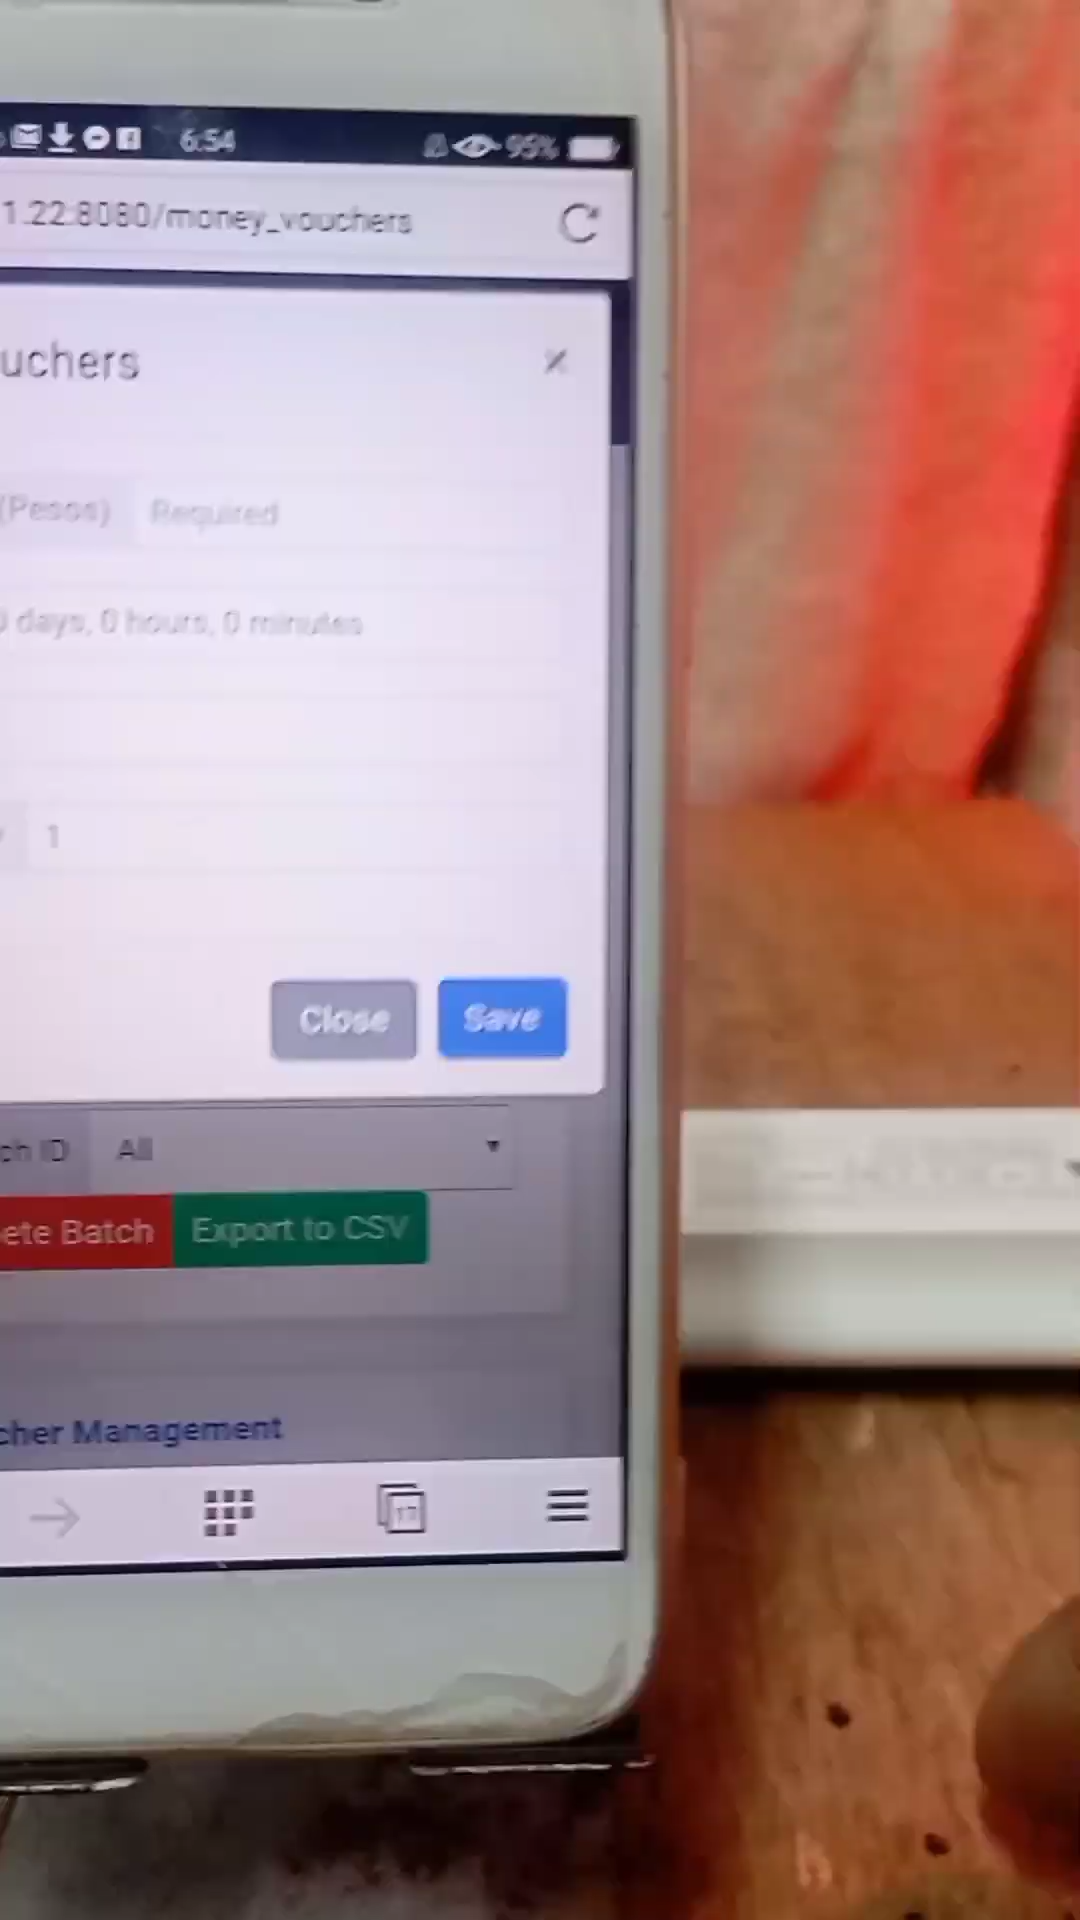 6:54 95%
1.22:8080/money_vouchers
uchers ×
(Pesos) Required
0 days, 0 hours, 0 minutes
1
Close Save
ch ID All
ete Batch Export to CSV
cher Management